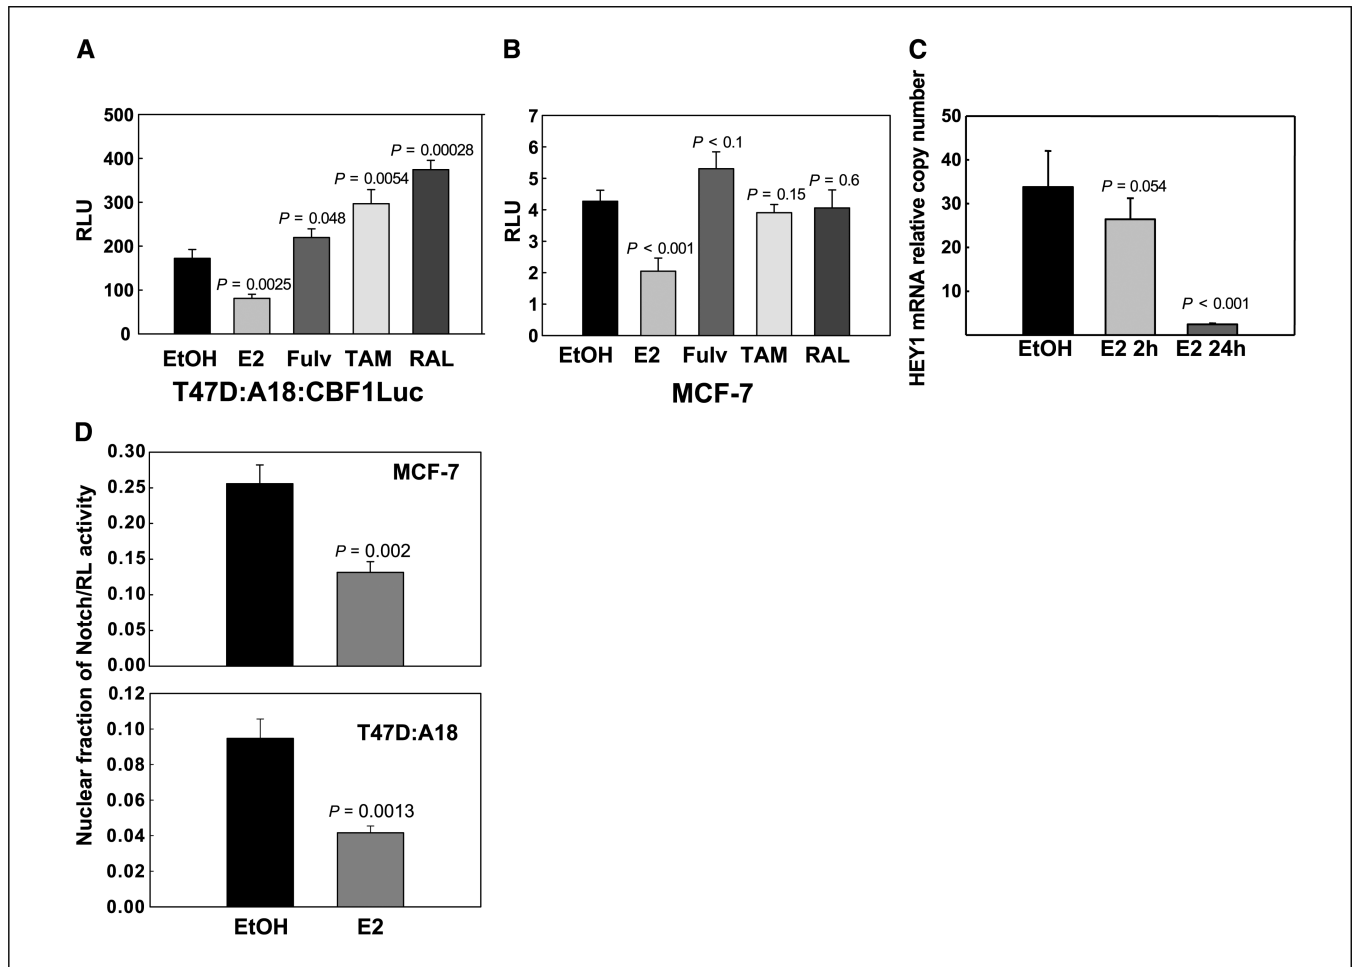 A
500
400
300
200
100
0
RLU
P = 0.0025
P = 0.048
P = 0.0054
P = 0.00028
EtOH E2 Fulv TAM RAL
T47D:A18:CBF1Luc
B
7
6
5
4
3
2
1
0
RLU
P < 0.001
P < 0.1
P = 0.15
P = 0.6
EtOH E2 Fulv TAM RAL
MCF-7
C
HEY1 mRNA relative copy number
50
40
30
20
10
P = 0.054
P < 0.001
EtOH E2 2h E2 24h
D
Nuclear fraction of Notch/RL activity
0.30
0.25
0.20
0.15
0.10
0.05
0.00
MCF-7
P = 0.002
0.12
0.10
0.08
0.06
0.04
0.02
0.00
T47D:A18
P = 0.0013
EtOH E2